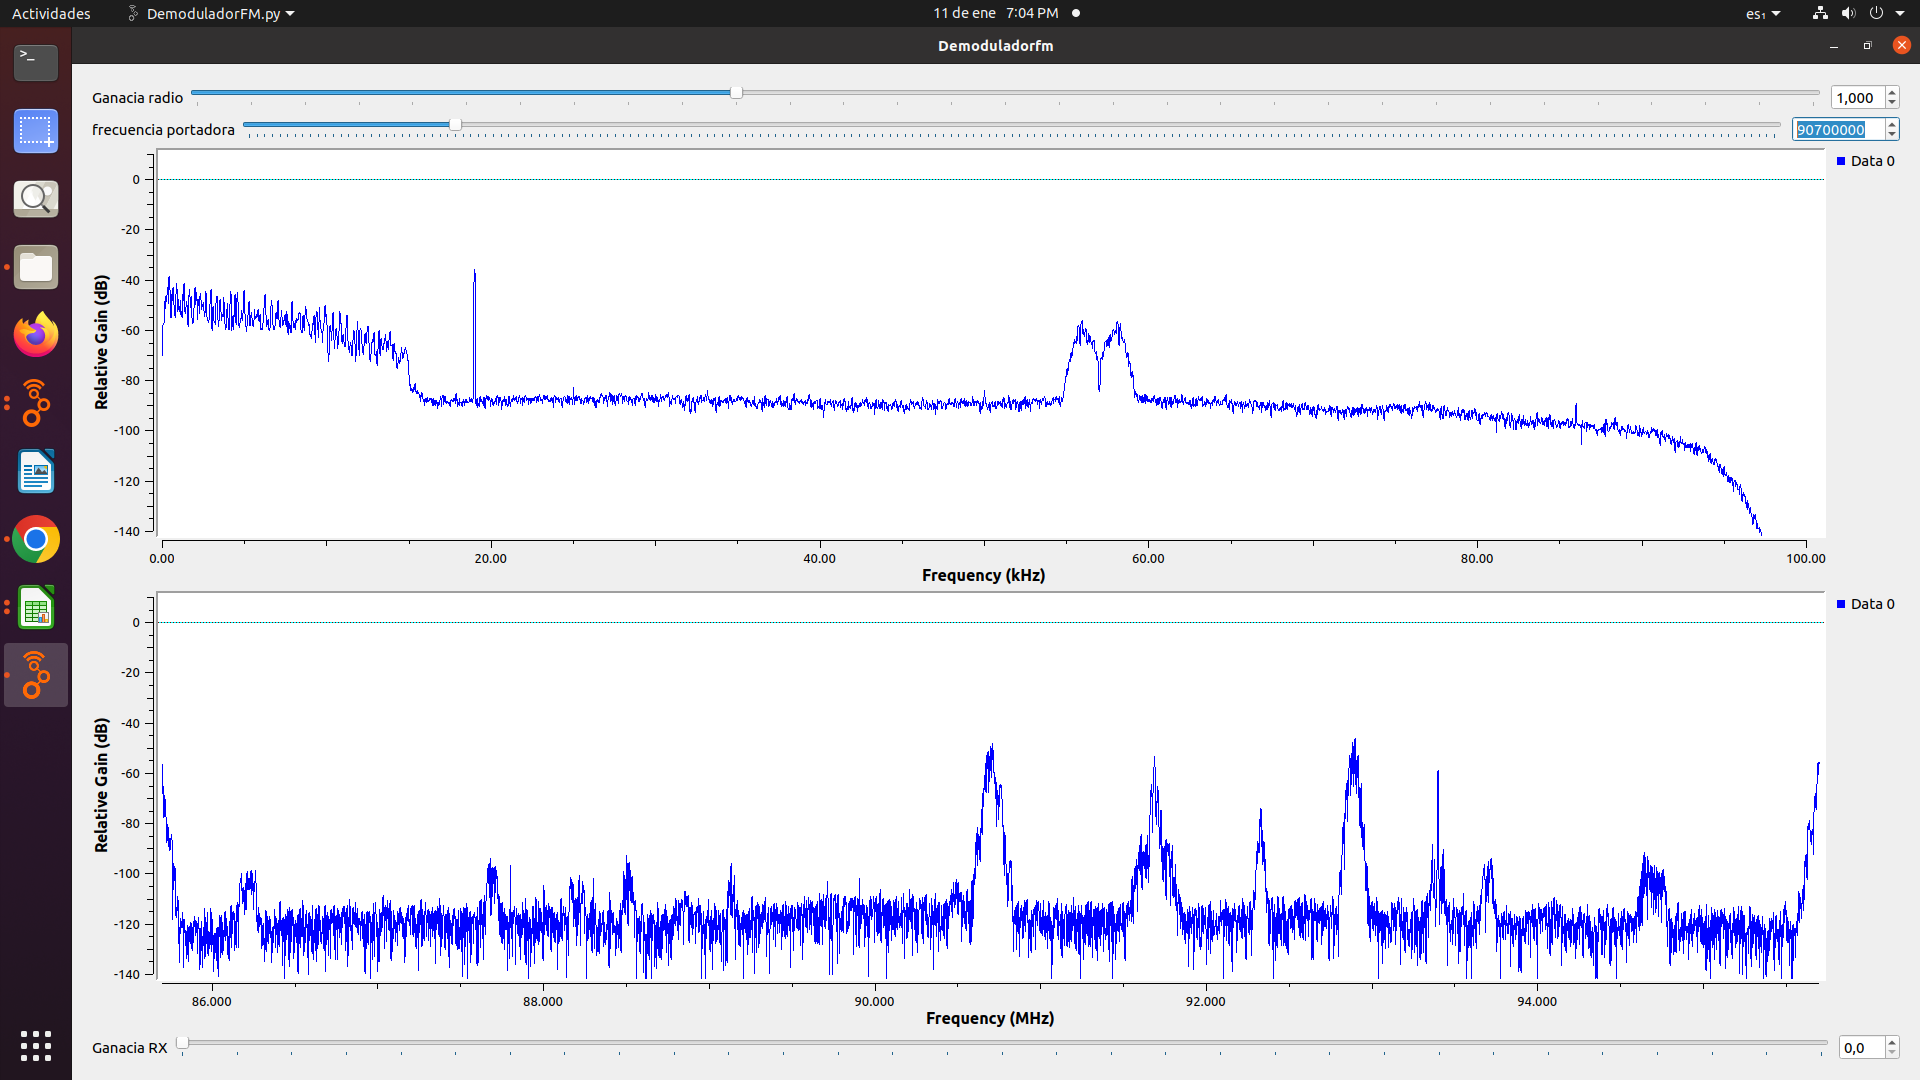 Actividades DemoduladorFM.py 11 de ene 7:04 PM es₁
Demoduladorfm
Ganacia radio 1,000
frecuencia portadora 90700000
Data 0
Relative Gain (dB)
0
-20
-40
-60
-80
-100
-120
-140
0.00 20.00 40.00 60.00 80.00 100.00
Frequency (kHz)
Data 0
Relative Gain (dB)
0
-20
-40
-60
-80
-100
-120
-140
86.000 88.000 90.000 92.000 94.000
Frequency (MHz)
Ganacia RX 0,0